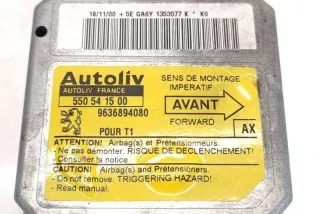 18/11/00 + 5E GA6Y 1353577 K * K0
Autoliv
AUTOLIV FRANCE
550 54 15 00
9636894080
POUR T1
SENS DE MONTAGE
IMPERATIF
AVANT
FORWARD
AX
ATTENTION! Airbag(s) et Prétensionneurs.
- Ne pas démonter. RISQUE DE DECLENCHEMENT!
- Consulter la notice
CAUTION! Airbag(s) and Pretensioners.
- Do not remove. TRIGGERING HAZARD!
- Read manual.